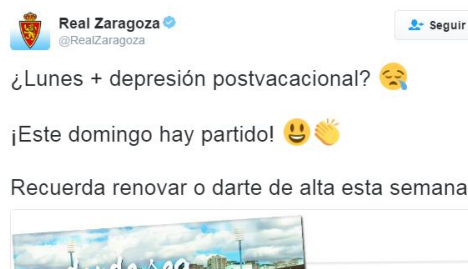 Real Zaragoza
@RealZaragoza
Seguir
¿Lunes + depresión postvacacional? 😪
¡Este domingo hay partido! 😃👏
Recuerda renovar o darte de alta esta semana